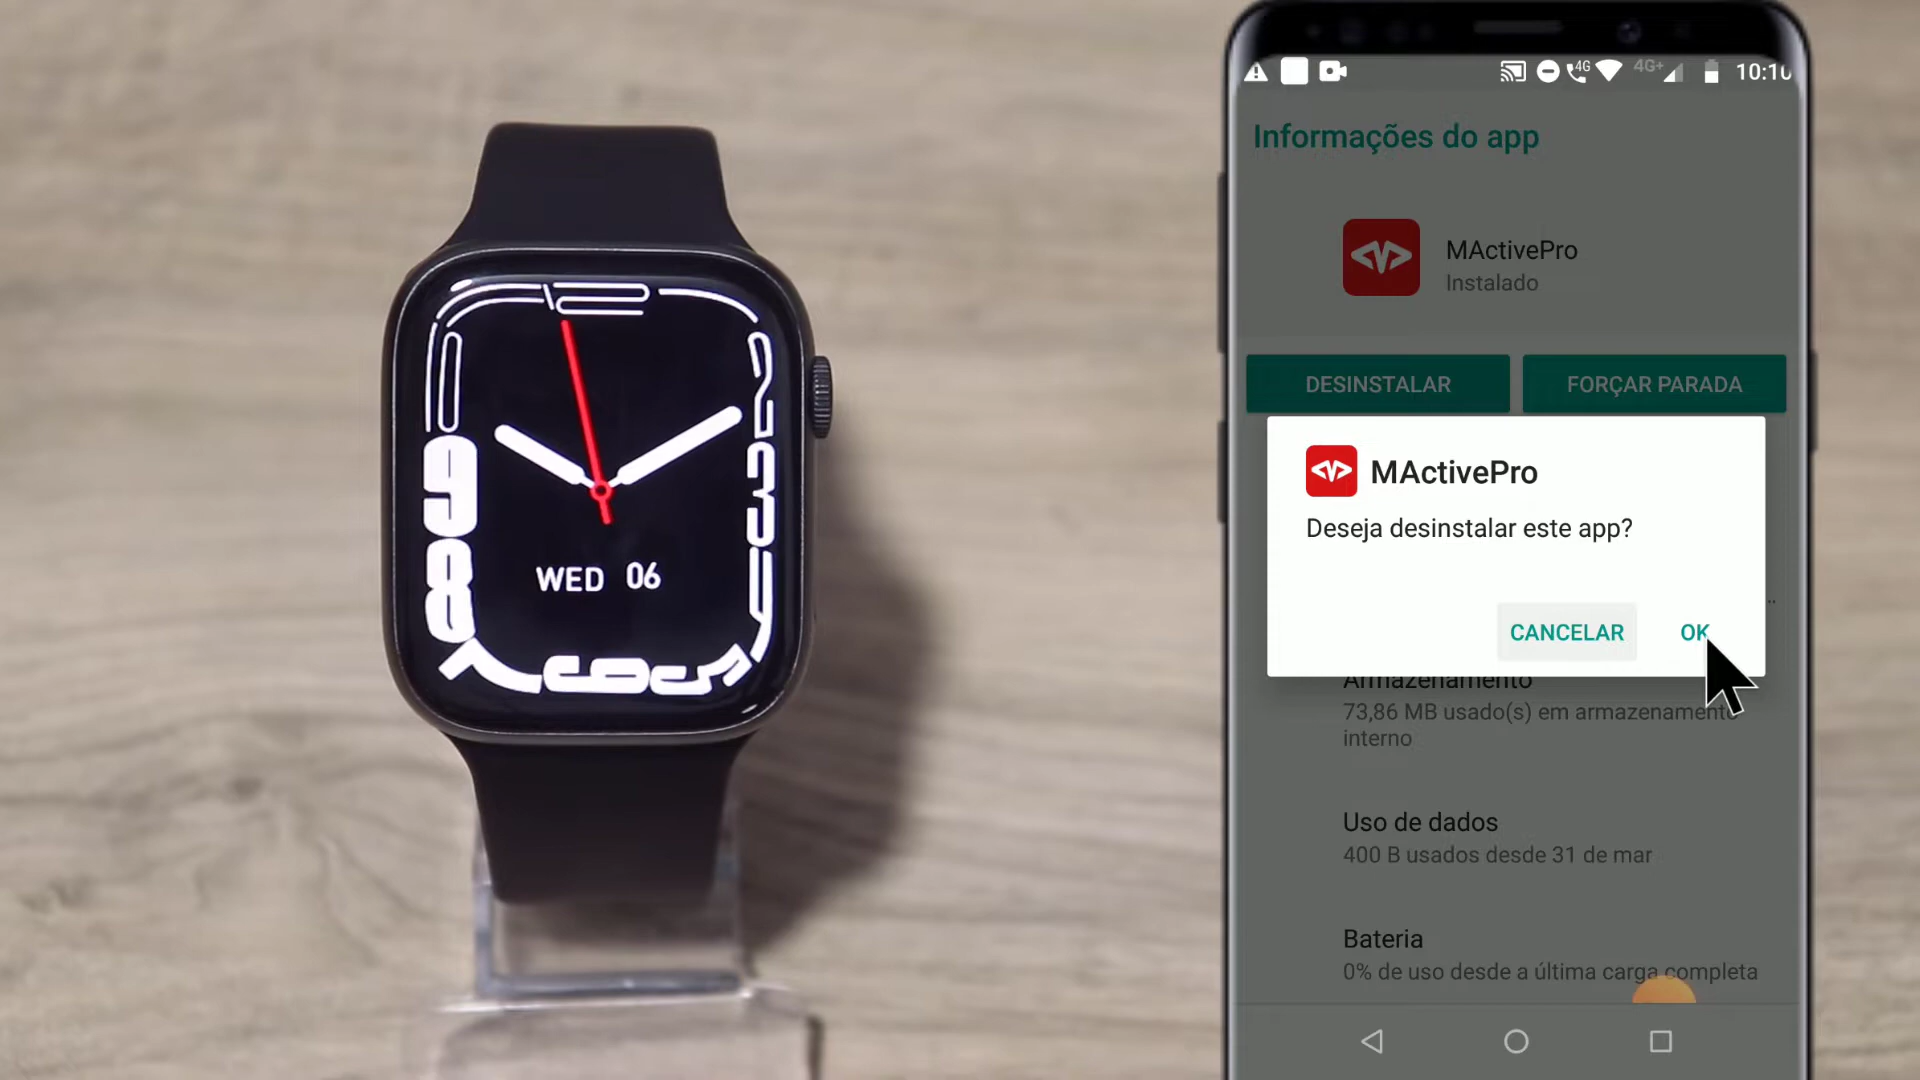 WED 06
4G 4G+ 10:10
Informações do app
MActivePro
Instalado
DESINSTALAR FORÇAR PARADA
MActivePro
Deseja desinstalar este app?
CANCELAR OK
Armazenamento
73,86 MB usado(s) em armazenamento
interno
Uso de dados
400 B usados desde 31 de mar
Bateria
0% de uso desde a última carga completa